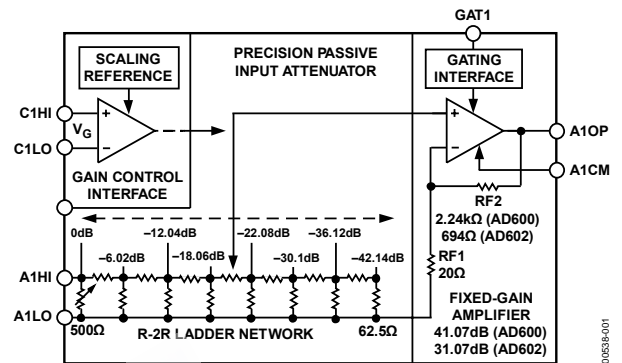 GAT1
SCALING
REFERENCE
PRECISION PASSIVE
INPUT ATTENUATOR
GATING
INTERFACE
C1HI
+
VG
C1LO
−
GAIN CONTROL
INTERFACE
+
−
A1OP
A1CM
RF2
2.24kΩ (AD600)
694Ω (AD602)
0dB
−12.04dB
−22.08dB
−36.12dB
−6.02dB
−18.06dB
−30.1dB
−42.14dB
RF1
20Ω
A1HI
A1LO
500Ω
R-2R LADDER NETWORK
62.5Ω
FIXED-GAIN
AMPLIFIER
41.07dB (AD600)
31.07dB (AD602)
00538-001